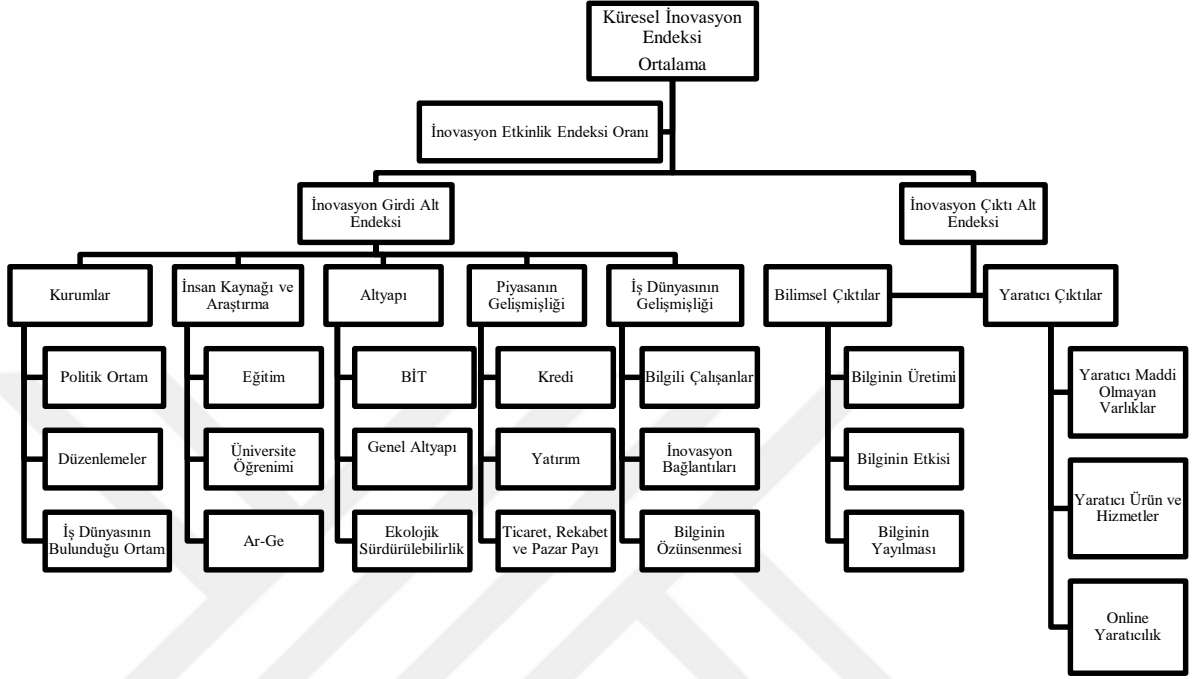 Küresel İnovasyon
Endeksi
Ortalama
İnovasyon Etkinlik Endeksi Oranı
İnovasyon Girdi Alt
Endeksi
İnovasyon Çıktı Alt
Endeksi
Kurumlar
İnsan Kaynağı ve
Araştırma
Altyapı
Piyasanın
Gelişmişliği
İş Dünyasının
Gelişmişliği
Bilimsel Çıktılar
Yaratıcı Çıktılar
Politik Ortam
Düzenlemeler
İş Dünyasının
Bulunduğu Ortam
Eğitim
Üniversite
Öğrenimi
Ar-Ge
BİT
Genel Altyapı
Ekolojik
Sürdürülebilirlik
Kredi
Yatırım
Ticaret, Rekabet
ve Pazar Payı
Bilgili Çalışanlar
İnovasyon
Bağlantıları
Bilginin
Özünsenmesi
Bilginin Üretimi
Bilginin Etkisi
Bilginin
Yayılması
Yaratıcı Maddi
Olmayan
Varlıklar
Yaratıcı Ürün ve
Hizmetler
Online
Yaratıcılık